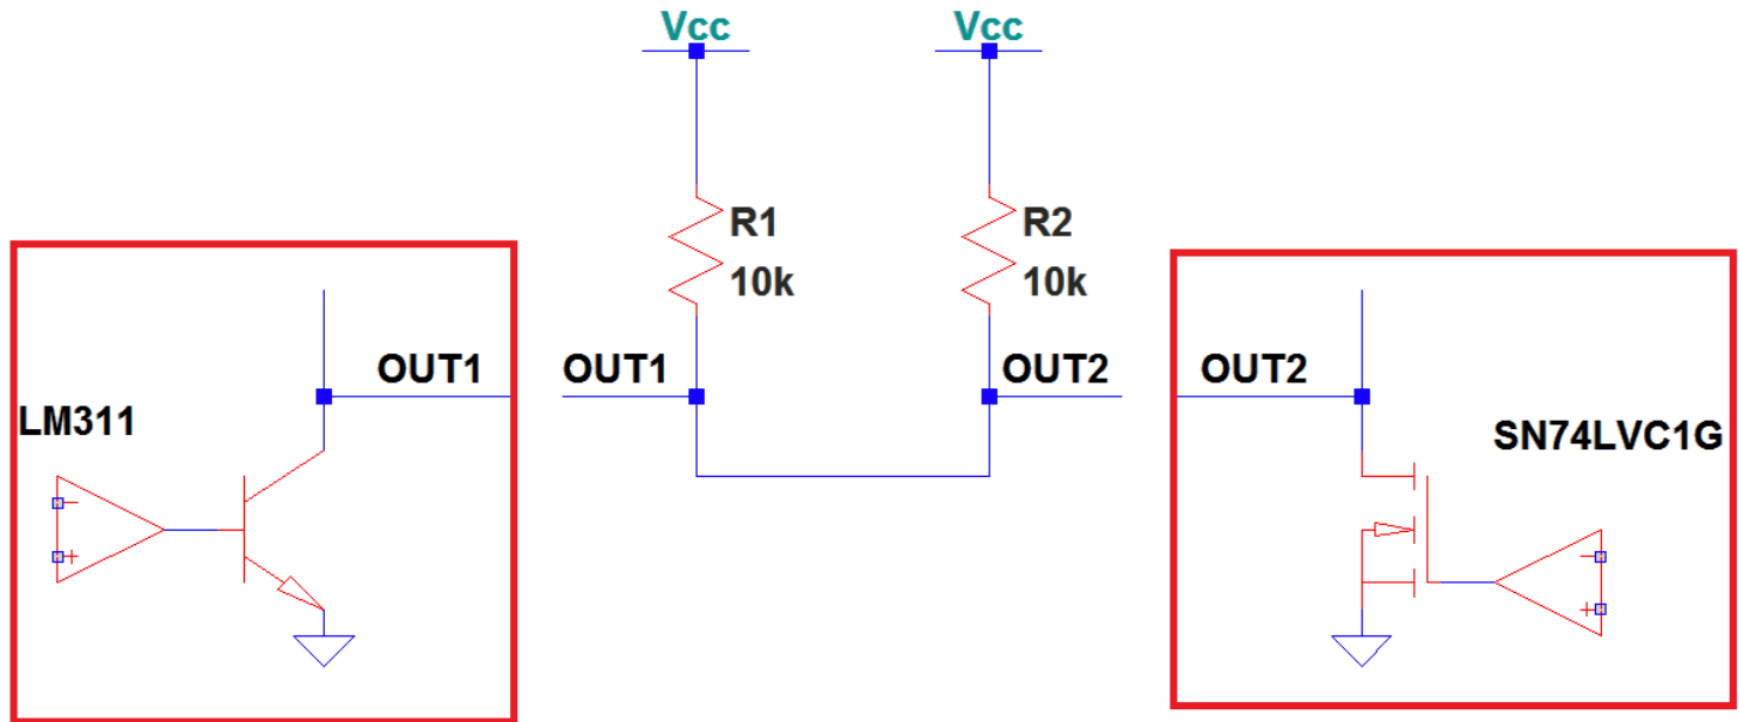 Vcc
Vcc
R1
10k
R2
10k
OUT1
OUT1
OUT2
OUT2
LM311
SN74LVC1G